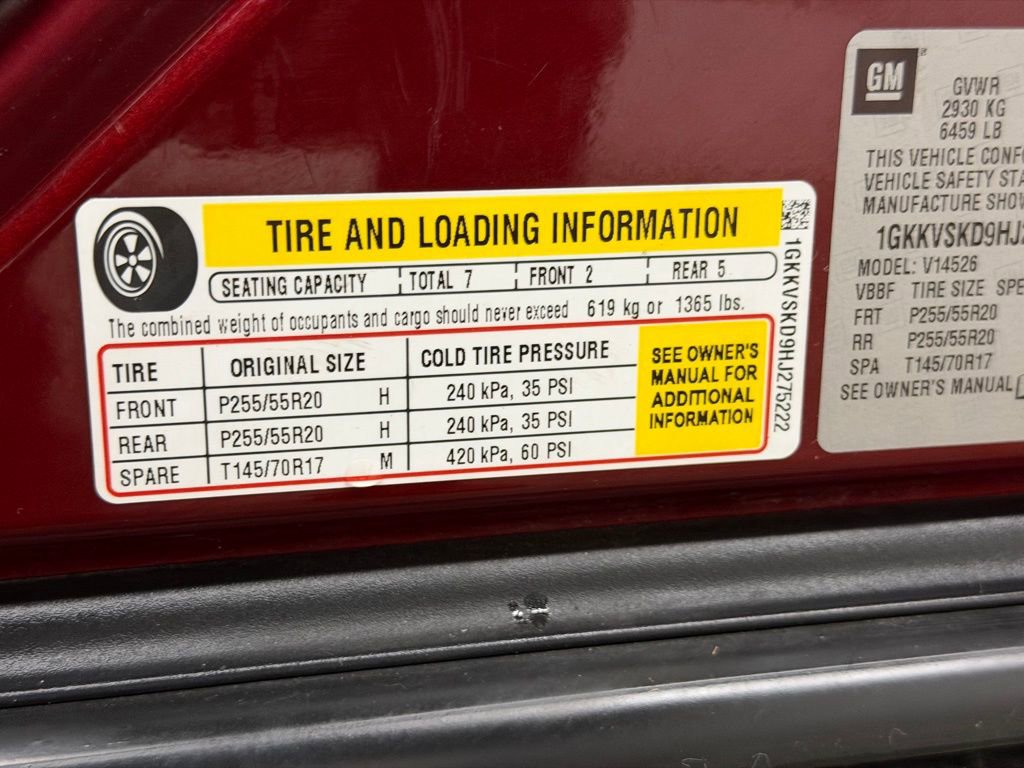 TIRE AND LOADING INFORMATION
SEATING CAPACITY TOTAL 7 FRONT 2 REAR 5
The combined weight of occupants and cargo should never exceed 619 kg or 1365 lbs.
TIRE ORIGINAL SIZE COLD TIRE PRESSURE
FRONT P255/55R20 H 240 kPa, 35 PSI
REAR P255/55R20 H 240 kPa, 35 PSI
SPARE T145/70R17 M 420 kPa, 60 PSI
SEE OWNER'S
MANUAL FOR
ADDITIONAL
INFORMATION
1GKKVSKD9HJ275222
GM
GVWR
2930 KG
6459 LB
THIS VEHICLE CONF
VEHICLE SAFETY STA
MANUFACTURE SHOW
1GKKVSKD9HJ2
MODEL: V14526
VB8F TIRE SIZE SPE
FRT P255/55R20
RR P255/55R20
SPA T145/70R17
SEE OWNER'S MANUAL